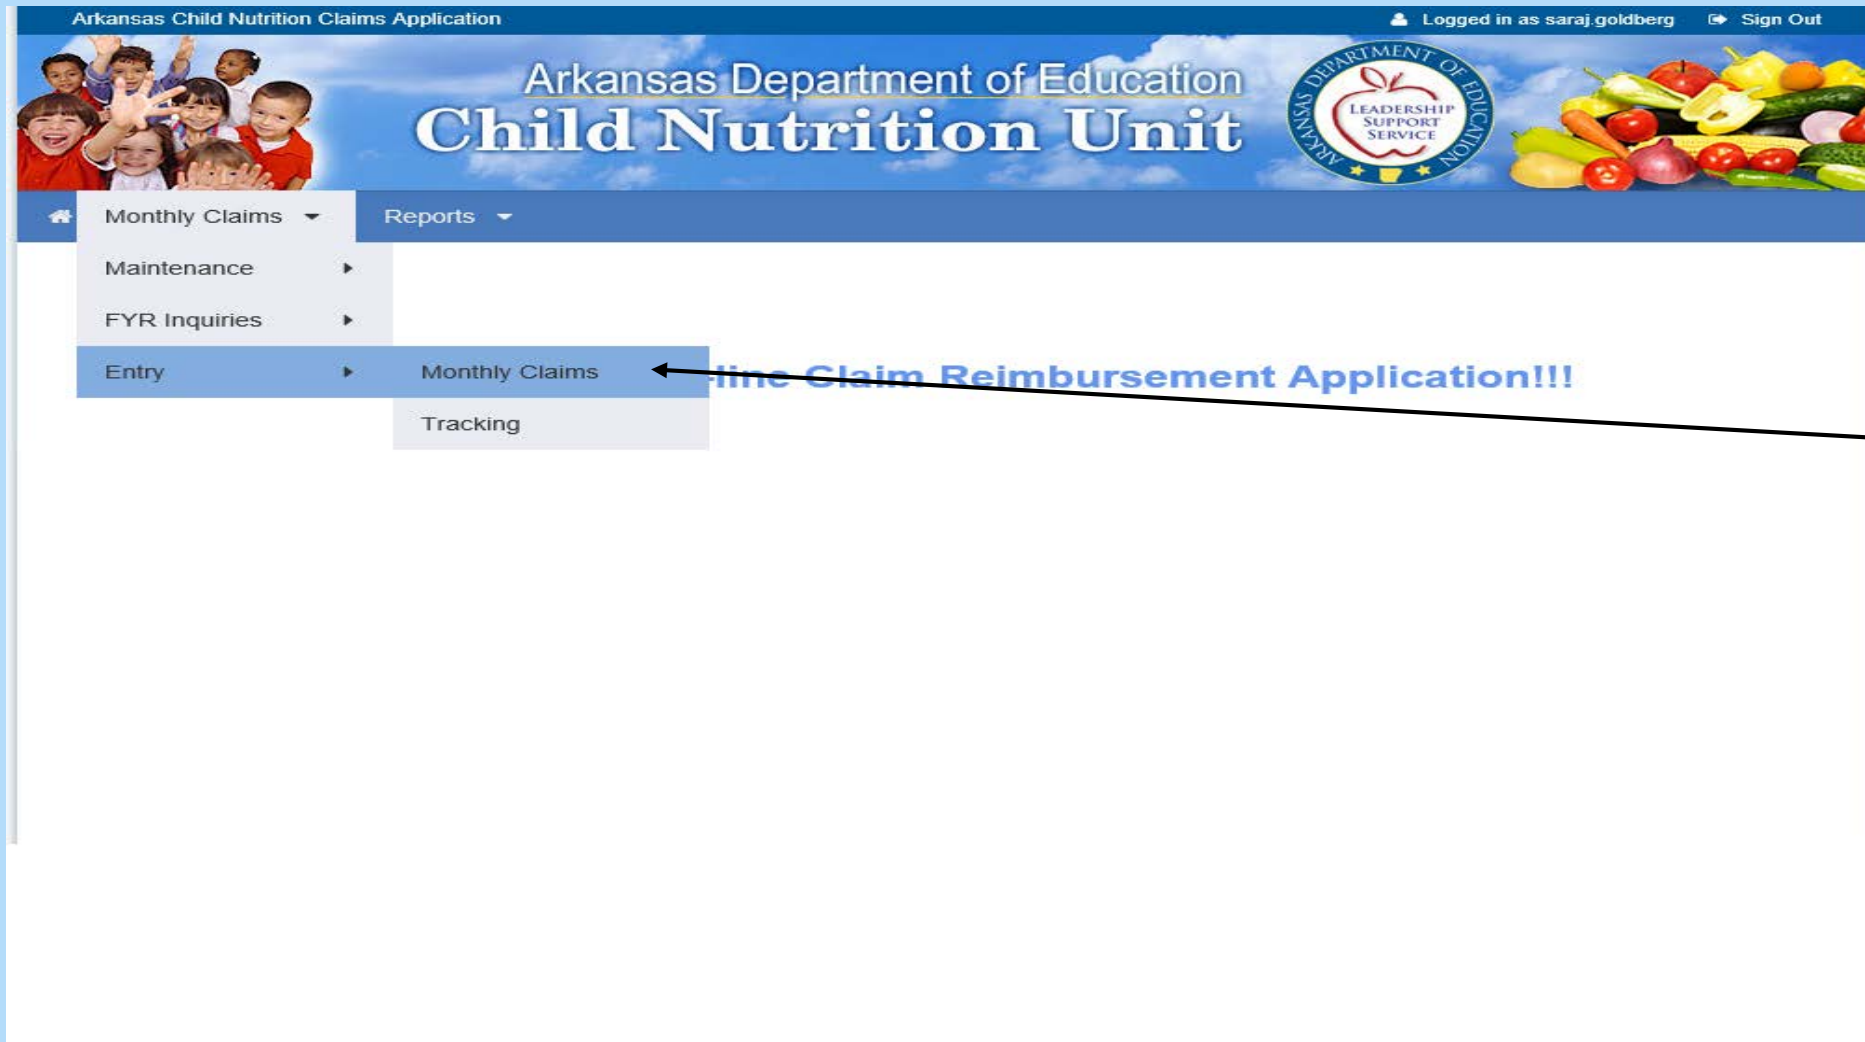 Arkansas Child Nutrition Claims Application
Logged in as saraj.goldberg
Sign Out
Arkansas Department of Education
Child Nutrition Unit
ARKANSAS DEPARTMENT OF EDUCATION
LEADERSHIP
SUPPORT
SERVICE
Monthly Claims
Reports
Maintenance
FYR Inquiries
Entry
Monthly Claims
-line Claim Reimbursement Application!!!
Tracking